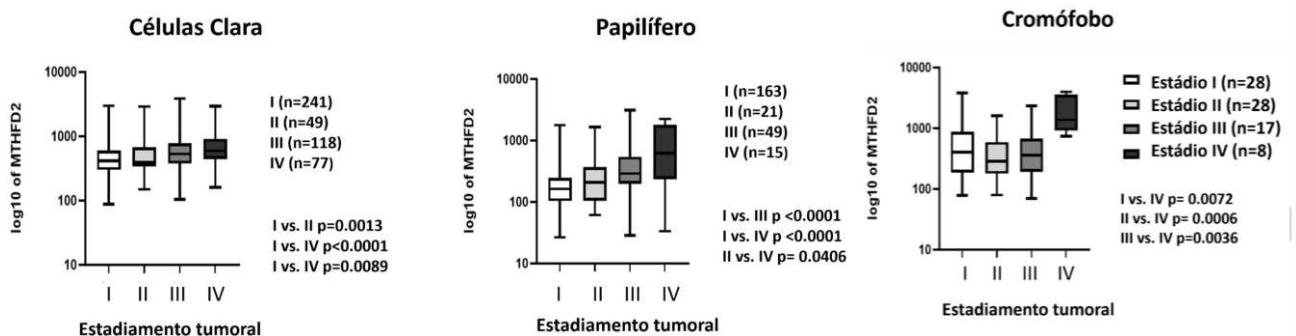 Células Clara
log10 of MTHFD2
10000
1000
100
10
I II III IV
Estadiamento tumoral
I (n=241)
II (n=49)
III (n=118)
IV (n=77)
I vs. II p=0.0013
I vs. IV p<0.0001
I vs. IV p=0.0089
Papilífero
log10 of MTHFD2
10000
1000
100
10
I II III IV
Estadiamento tumoral
I (n=163)
II (n=21)
III (n=49)
IV (n=15)
I vs. III p <0.0001
I vs. IV p <0.0001
II vs. IV p= 0.0406
Cromófobo
log10 of MTHFD2
10000
1000
100
10
I II III IV
Estadiamento tumoral
Estádio I (n=28)
Estádio II (n=28)
Estádio III (n=17)
Estádio IV (n=8)
I vs. IV p= 0.0072
II vs. IV p= 0.0006
III vs. IV p=0.0036